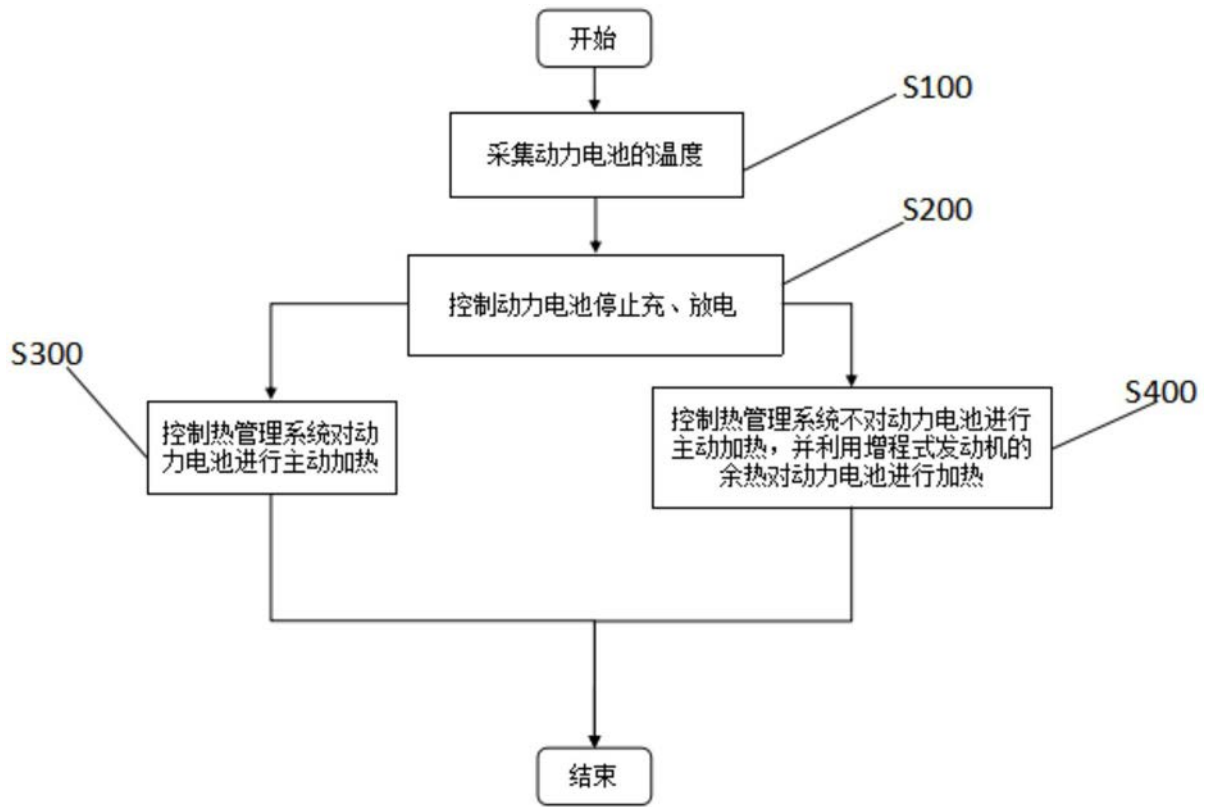 开始
S100
采集动力电池的温度
S200
控制动力电池停止充、放电
S300
控制热管理系统对动
力电池进行主动加热
S400
控制热管理系统不对动力电池进行
主动加热，并利用增程式发动机的
余热对动力电池进行加热
结束